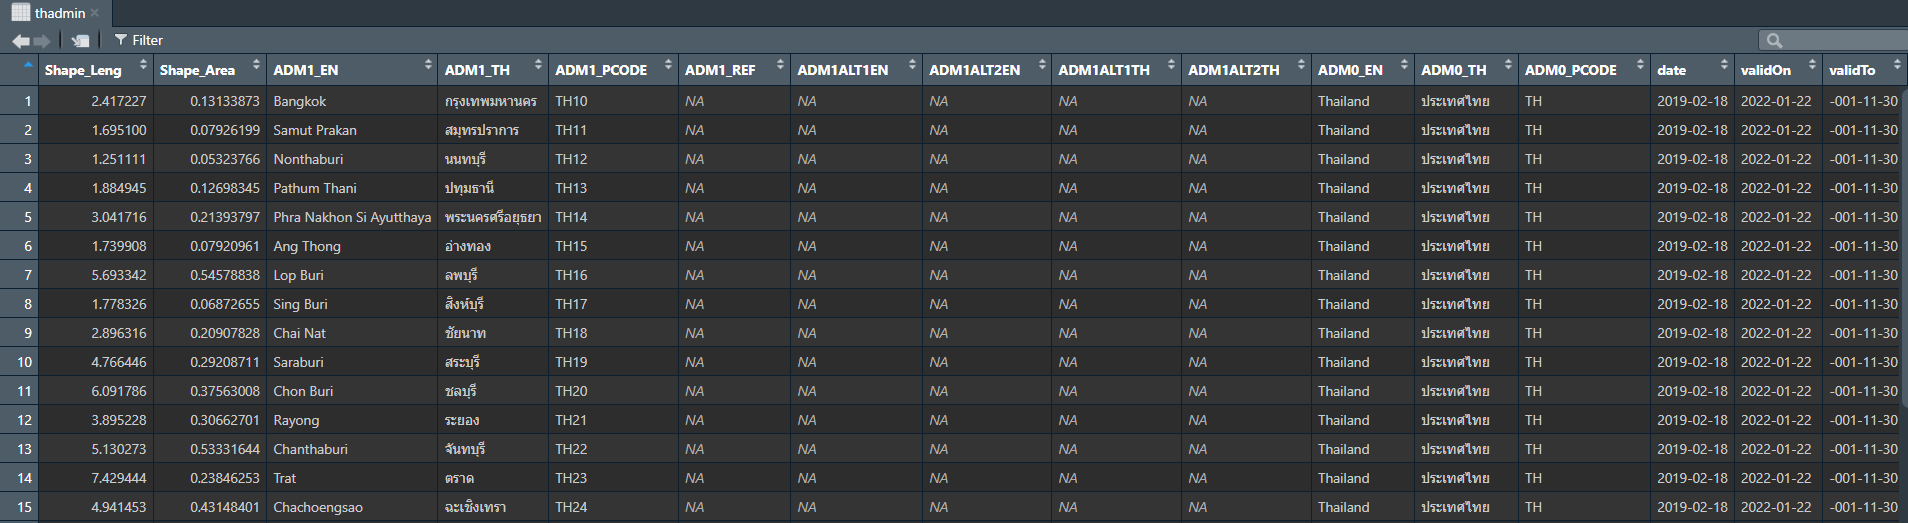 thadmin
Filter
Shape_Leng Shape_Area ADM1_EN ADM1_TH ADM1_PCODE ADM1_REF ADM1ALT1EN ADM1ALT2EN ADM1ALT1TH ADM1ALT2TH ADM0_EN ADM0_TH ADM0_PCODE date validOn validTo
1 2.417227 0.13133873 Bangkok กรุงเทพมหานคร TH10 NA NA NA NA NA Thailand ประเทศไทย TH 2019-02-18 2022-01-22 -001-11-30
2 1.695100 0.07926199 Samut Prakan สมุทรปราการ TH11 NA NA NA NA NA Thailand ประเทศไทย TH 2019-02-18 2022-01-22 -001-11-30
3 1.251111 0.05323766 Nonthaburi นนทบุรี TH12 NA NA NA NA NA Thailand ประเทศไทย TH 2019-02-18 2022-01-22 -001-11-30
4 1.884945 0.12698345 Pathum Thani ปทุมธานี TH13 NA NA NA NA NA Thailand ประเทศไทย TH 2019-02-18 2022-01-22 -001-11-30
5 3.041716 0.21393797 Phra Nakhon Si Ayutthaya พระนครศรีอยุธยา TH14 NA NA NA NA NA Thailand ประเทศไทย TH 2019-02-18 2022-01-22 -001-11-30
6 1.739908 0.07920961 Ang Thong อ่างทอง TH15 NA NA NA NA NA Thailand ประเทศไทย TH 2019-02-18 2022-01-22 -001-11-30
7 5.693342 0.54578838 Lop Buri ลพบุรี TH16 NA NA NA NA NA Thailand ประเทศไทย TH 2019-02-18 2022-01-22 -001-11-30
8 1.778326 0.06872655 Sing Buri สิงห์บุรี TH17 NA NA NA NA NA Thailand ประเทศไทย TH 2019-02-18 2022-01-22 -001-11-30
9 2.896316 0.20907828 Chai Nat ชัยนาท TH18 NA NA NA NA NA Thailand ประเทศไทย TH 2019-02-18 2022-01-22 -001-11-30
10 4.766446 0.29208711 Saraburi สระบุรี TH19 NA NA NA NA NA Thailand ประเทศไทย TH 2019-02-18 2022-01-22 -001-11-30
11 6.091786 0.37563008 Chon Buri ชลบุรี TH20 NA NA NA NA NA Thailand ประเทศไทย TH 2019-02-18 2022-01-22 -001-11-30
12 3.895228 0.30662701 Rayong ระยอง TH21 NA NA NA NA NA Thailand ประเทศไทย TH 2019-02-18 2022-01-22 -001-11-30
13 5.130273 0.53331644 Chanthaburi จันทบุรี TH22 NA NA NA NA NA Thailand ประเทศไทย TH 2019-02-18 2022-01-22 -001-11-30
14 7.429444 0.23846253 Trat ตราด TH23 NA NA NA NA NA Thailand ประเทศไทย TH 2019-02-18 2022-01-22 -001-11-30
15 4.941453 0.43148401 Chachoengsao ฉะเชิงเทรา TH24 NA NA NA NA NA Thailand ประเทศไทย TH 2019-02-18 2022-01-22 -001-11-30